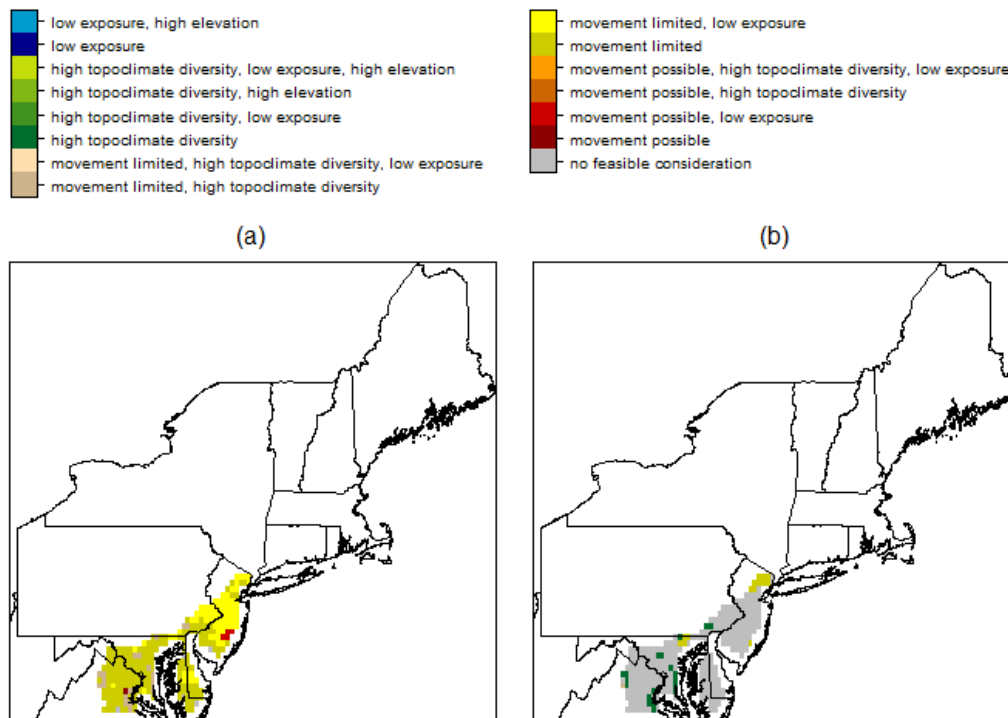 low exposure, high elevation
low exposure
high topoclimate diversity, low exposure, high elevation
high topoclimate diversity, high elevation
high topoclimate diversity, low exposure
high topoclimate diversity
movement limited, high topoclimate diversity, low exposure
movement limited, high topoclimate diversity
movement limited, low exposure
movement limited
movement possible, high topoclimate diversity, low exposure
movement possible, high topoclimate diversity
movement possible, low exposure
movement possible
no feasible consideration
(a)
(b)